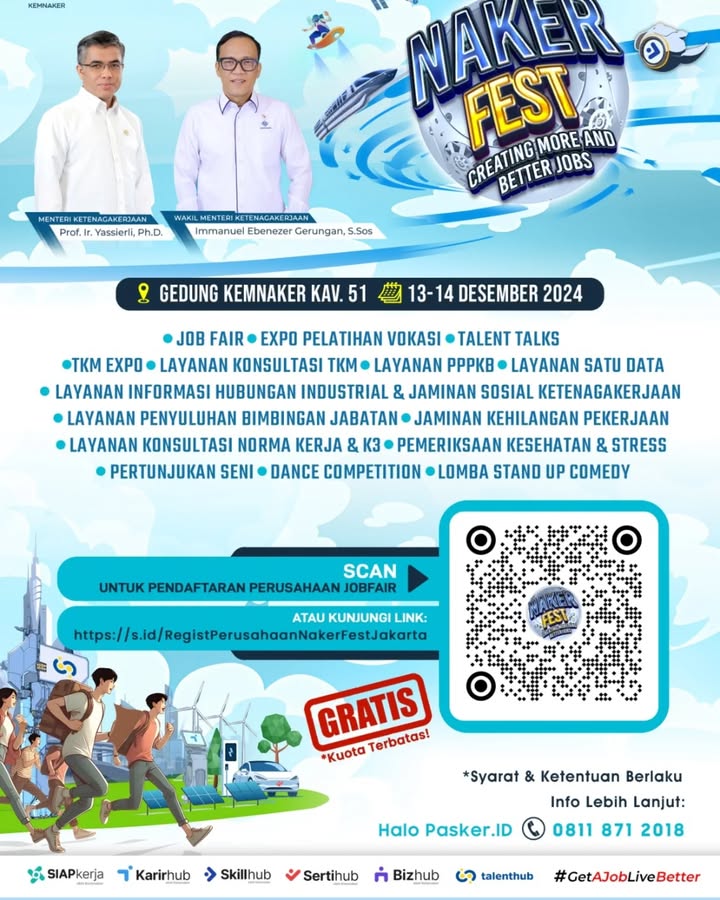 KEMNAKER
NAKER
FEST
CREATING MORE AND
BETTER JOBS
MENTERI KETENAGAKERJAAN
Prof. Ir. Yassierli, Ph.D.
WAKIL MENTERI KETENAGAKERJAAN
Immanuel Ebenezer Gerungan, S.Sos
GEDUNG KEMNAKER KAV. 51 13-14 DESEMBER 2024
• JOB FAIR • EXPO PELATIHAN VOKASI • TALENT TALKS
• TKM EXPO • LAYANAN KONSULTASI TKM • LAYANAN PPPKB • LAYANAN SATU DATA
• LAYANAN INFORMASI HUBUNGAN INDUSTRIAL & JAMINAN SOSIAL KETENAGAKERJAAN
• LAYANAN PENYULUHAN BIMBINGAN JABATAN • JAMINAN KEHILANGAN PEKERJAAN
• LAYANAN KONSULTASI NORMA KERJA & K3 • PEMERIKSAAN KESEHATAN & STRESS
• PERTUNJUKAN SENI • DANCE COMPETITION • LOMBA STAND UP COMEDY
SCAN
UNTUK PENDAFTARAN PERUSAHAAN JOBFAIR
ATAU KUNJUNGI LINK:
https://s.id/RegistPerusahaanNakerFestJakarta
NAKER
FEST
GRATIS
*Kuota Terbatas!
*Syarat & Ketentuan Berlaku
Info Lebih Lanjut:
Halo Pasker.ID 0811 871 2018
SIAPkerja Karirhub Skillhub Sertihub Bizhub talenthub #GetAJobLiveBetter